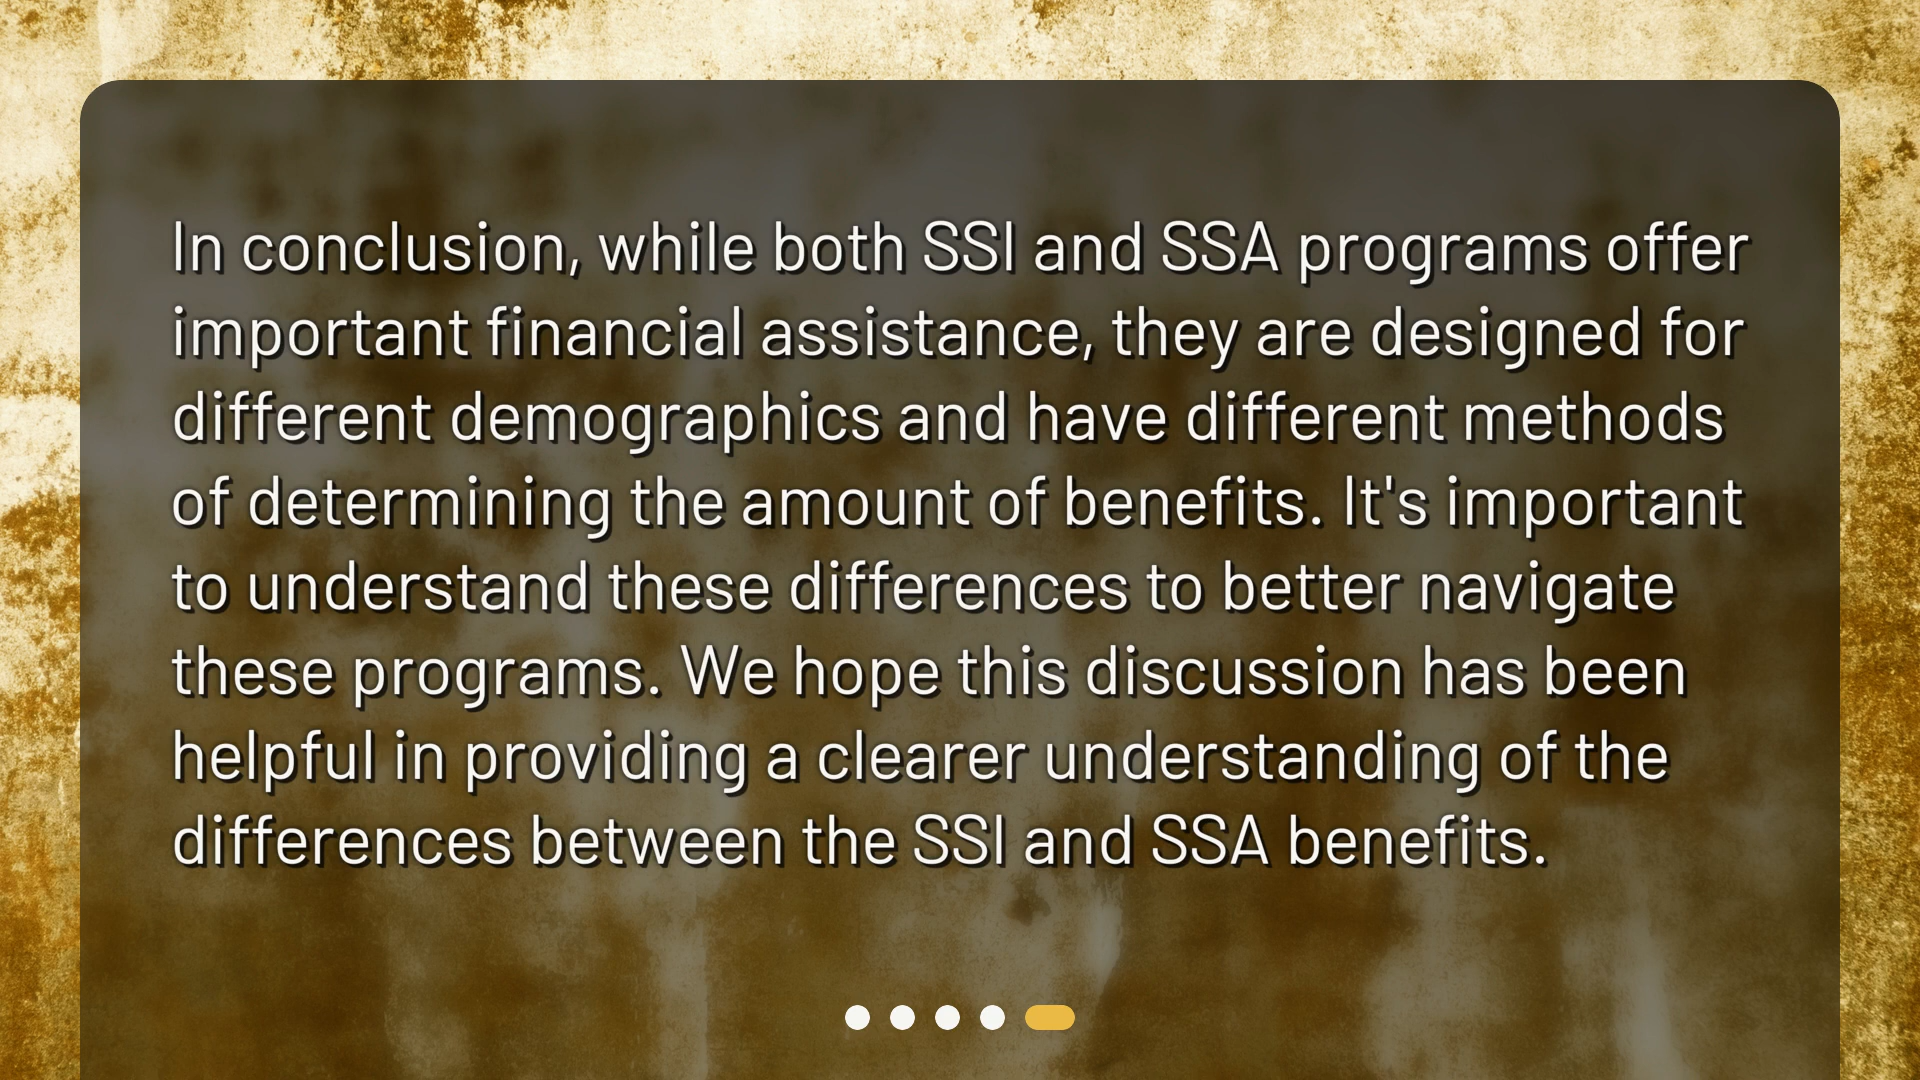 In conclusion, while both SSI and SSA programs offer
important financial assistance, they are designed for
different demographics and have different methods
of determining the amount of benefits. It's important
to understand these differences to better navigate
these programs. We hope this discussion has been
helpful in providing a clearer understanding of the
differences between the SSI and SSA benefits.